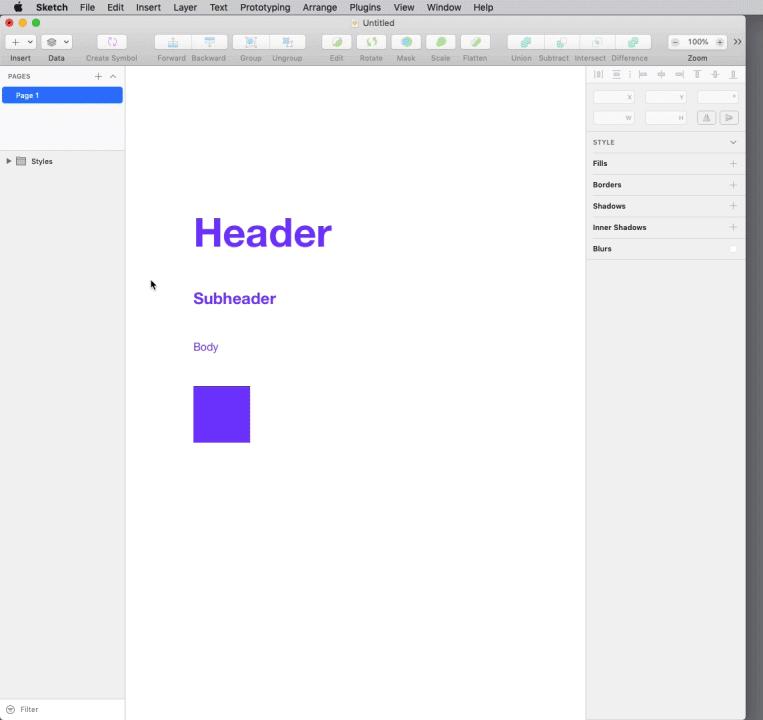 Sketch File Edit Insert Layer Text Prototyping Arrange Plugins View Window Help
Untitled
100%
Insert Data Create Symbol Forward Backward Group Ungroup Edit Rotate Mask Scale Flatten Union Subtract Intersect Difference Zoom
PAGES
Page 1
Styles
Header
Subheader
Body
X Y °
W H
STYLE
Fills
Borders
Shadows
Inner Shadows
Blurs
Filter